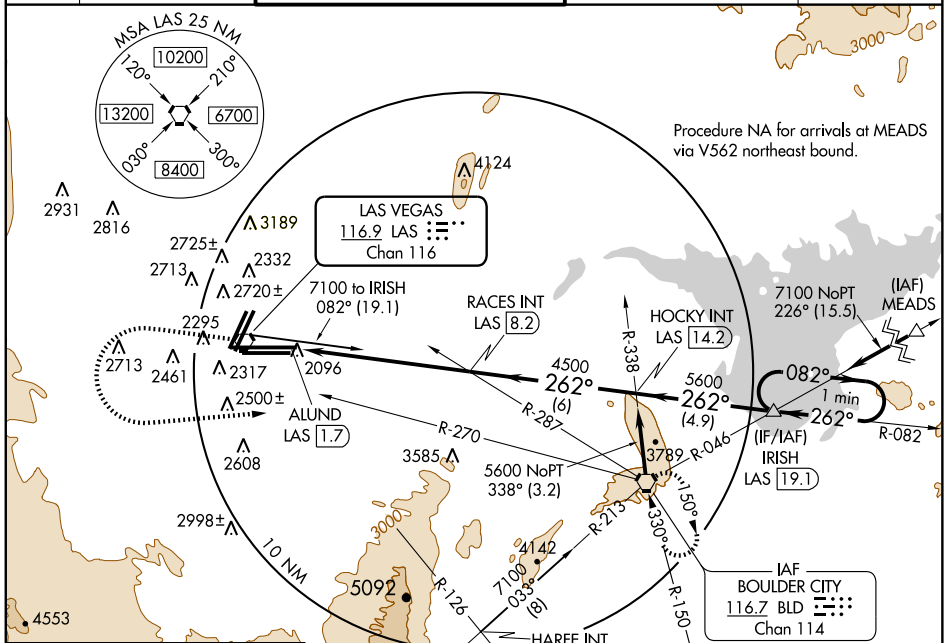 MSA LAS 25 NM
10200
120°
210°
13200
6700
030°
300°
8400
3000
Procedure NA for arrivals at MEADS
via V562 northeast bound.
4124
2931
2816
3189
LAS VEGAS
116.9 LAS
Chan 116
2725±
2332
2713
2720±
7100 to IRISH
082° (19.1)
RACES INT
LAS 8.2
HOCKY INT
LAS 14.2
7100 NoPT
226° (15.5)
(IAF)
MEADS
R-338
2295
2713
2461
2317
2096
4500
262°
(6)
5600
262°
(4.9)
082°
1 min
262°
R-082
2500±
ALUND
LAS 1.7
R-270
R-287
R-046
(IF/IAF)
IRISH
LAS 19.1
2608
3585
3789
5600 NoPT
338° (3.2)
150°
330°
R-213
2998±
3000
10 NM
4142
7100
033°
(8)
R-126
R-150
5092
4553
IAF
BOULDER CITY
116.7 BLD
Chan 114
HAREE INT